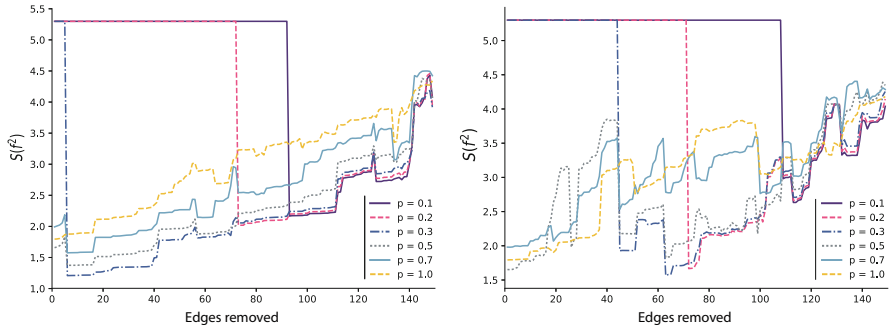 5.5
5.0
4.5
4.0
3.5
3.0
2.5
2.0
1.5
1.0
S(f²)
0 20 40 60 80 100 120 140
Edges removed
p = 0.1
p = 0.2
p = 0.3
p = 0.5
p = 0.7
p = 1.0
5.0
4.5
4.0
3.5
3.0
2.5
2.0
1.5
S(f²)
0 20 40 60 80 100 120 140
Edges removed
p = 0.1
p = 0.2
p = 0.3
p = 0.5
p = 0.7
p = 1.0